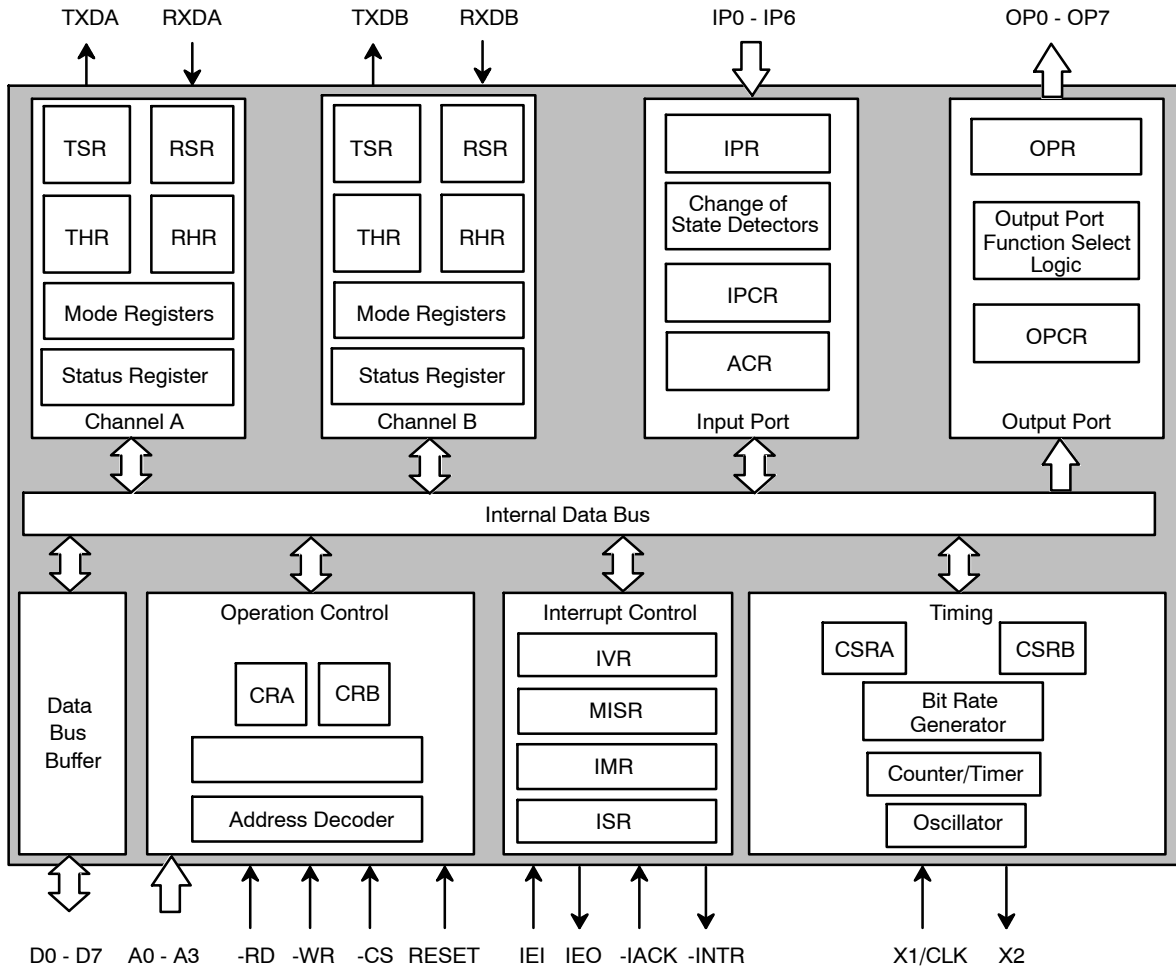 TXDA RXDA TXDB RXDB IP0 - IP6 OP0 - OP7
TSR RSR
THR RHR
Mode Registers
Status Register
Channel A
TSR RSR
THR RHR
Mode Registers
Status Register
Channel B
IPR
Change of
State Detectors
IPCR
ACR
Input Port
OPR
Output Port
Function Select
Logic
OPCR
Output Port
Internal Data Bus
Data
Bus
Buffer
Operation Control
CRA CRB
Address Decoder
Interrupt Control
IVR
MISR
IMR
ISR
Timing
CSRA CSRB
Bit Rate
Generator
Counter/Timer
Oscillator
D0 - D7 A0 - A3 -RD -WR -CS RESET IEI IEO -IACK -INTR X1/CLK X2